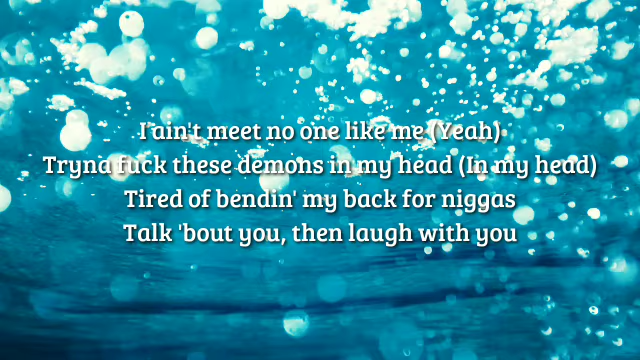 I ain't meet no one like me (Yeah)
Tryna fuck these demons in my head (In my head)
Tired of bendin' my back for niggas
Talk 'bout you, then laugh with you